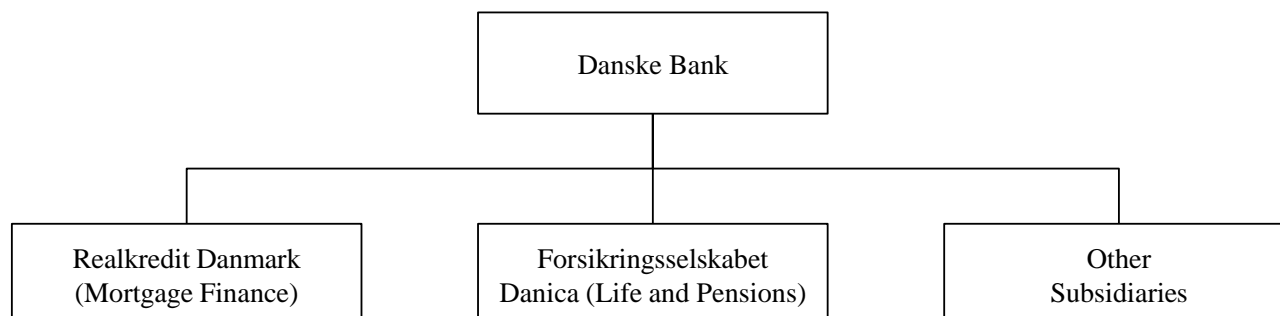 Danske Bank
Realkredit Danmark
(Mortgage Finance)
Forsikringsselskabet
Danica (Life and Pensions)
Other
Subsidiaries